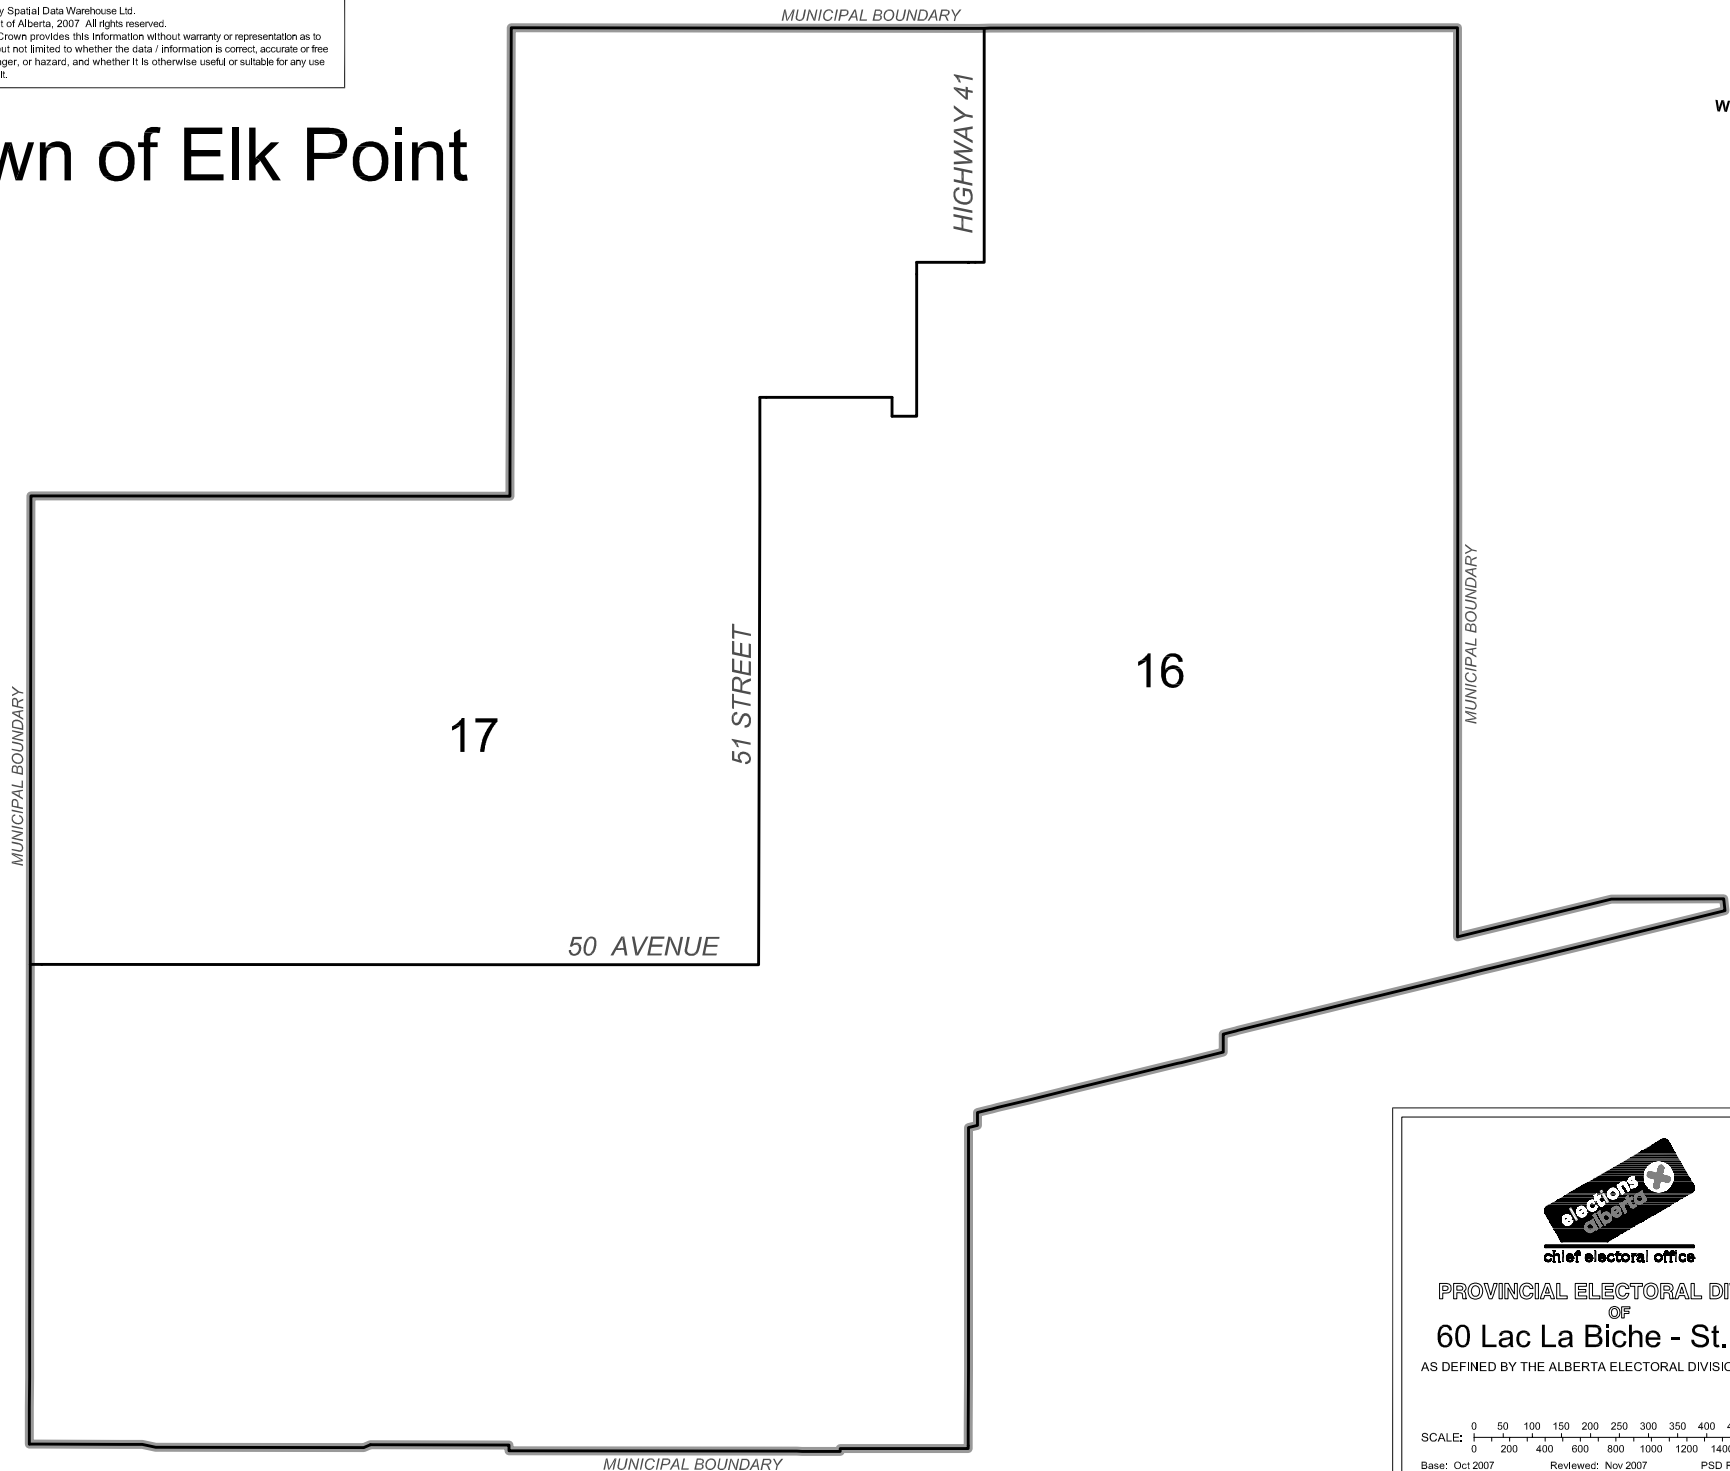 Spatial Data Warehouse Ltd.
t of Alberta, 2007 All rights reserved.
Crown provides this information without warranty or representation as to
but not limited to whether the data / information is correct, accurate or free
ger, or hazard, and whether it is otherwise useful or suitable for any use
it.
wn of Elk Point
MUNICIPAL BOUNDARY
HIGHWAY 41
W
MUNICIPAL BOUNDARY
16
51 STREET
17
MUNICIPAL BOUNDARY
50 AVENUE
MUNICIPAL BOUNDARY
elections
alberta
chief electoral office
PROVINCIAL ELECTORAL DI
OF
60 Lac La Biche - St.
AS DEFINED BY THE ALBERTA ELECTORAL DIVISIO
0 50 100 150 200 250 300 350 400 4
SCALE:
0 200 400 600 800 1000 1200 1400
Base: Oct 2007 Reviewed: Nov 2007 PSD F